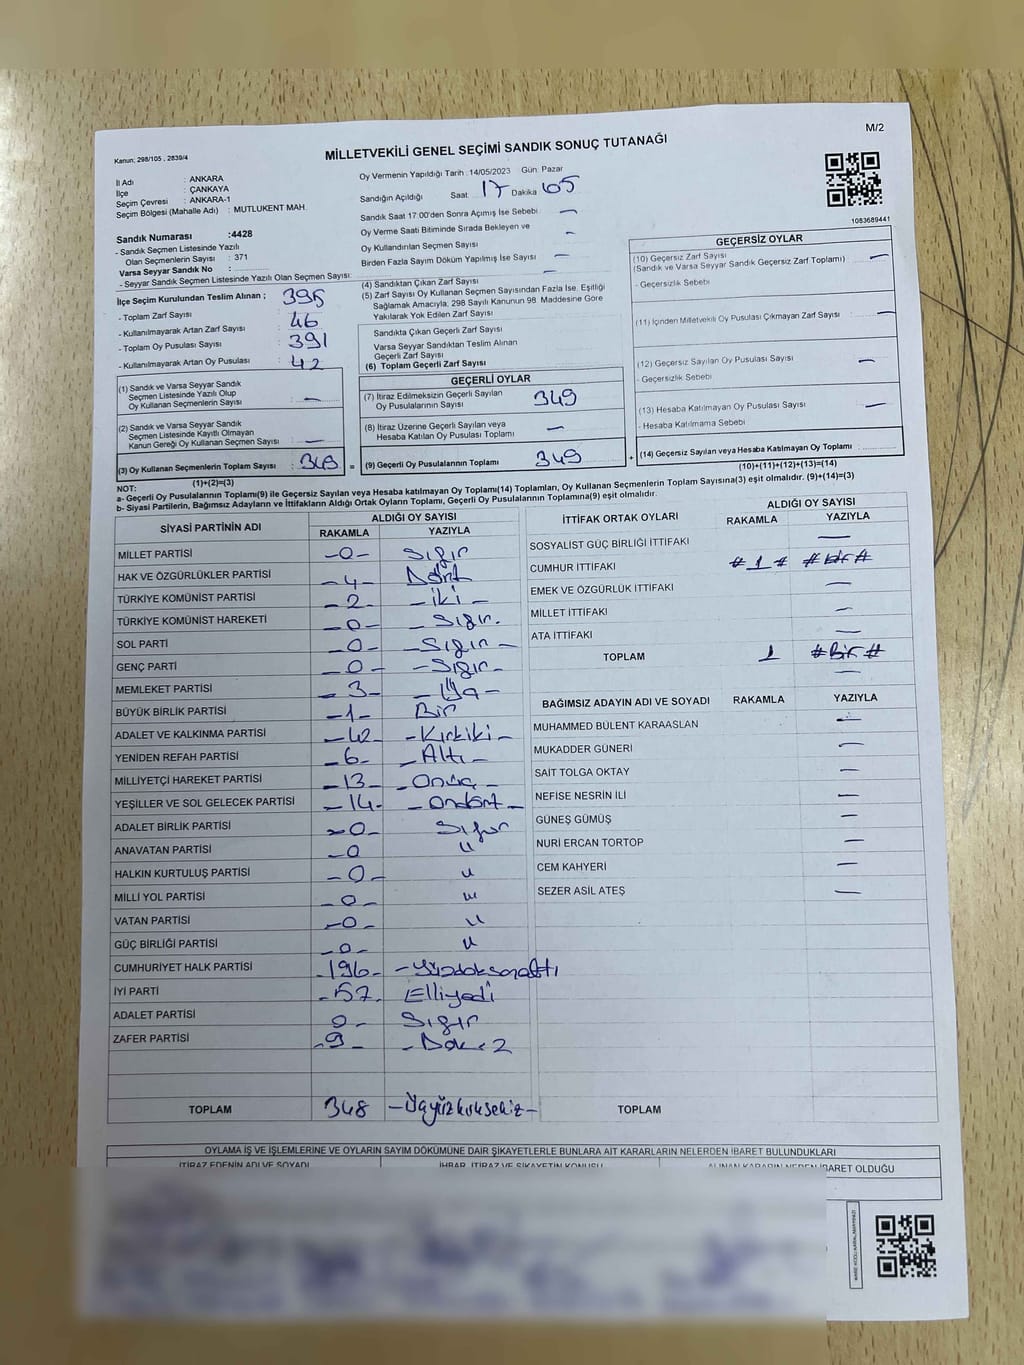 M/2
Kanun: 298/105 , 2839/4
MİLLETVEKİLİ GENEL SEÇİMİ SANDIK SONUÇ TUTANAĞI
İl Adı : ANKARA
İlçe : ÇANKAYA
Seçim Çevresi : ANKARA-1
Seçim Bölgesi (Mahalle Adı) : MUTLUKENT MAH.
Oy Vermenin Yapıldığı Tarih : 14/05/2023 Gün: Pazar
Sandığın Açıldığı Saat 17 Dakika 05
Sandık Saat 17:00'den Sonra Açımış İse Sebebi —
Oy Verme Saati Bitiminde Sırada Bekleyen ve
Oy Kullandırılan Seçmen Sayısı —
Birden Fazla Sayım Döküm Yapılmış İse Sayısı —
1083689441
Sandık Numarası :4428
- Sandık Seçmen Listesinde Yazılı
Olan Seçmenlerin Sayısı : 371
Varsa Seyyar Sandık No :
- Seyyar Sandık Seçmen Listesinde Yazılı Olan Seçmen Sayısı:
İlçe Seçim Kurulundan Teslim Alınan ;
- Toplam Zarf Sayısı : 395
- Kullanılmayarak Artan Zarf Sayısı : 46
- Toplam Oy Pusulası Sayısı : 391
- Kullanılmayarak Artan Oy Pusulası : 42
(1) Sandık ve Varsa Seyyar Sandık
Seçmen Listesinde Yazılı Olup
Oy Kullanan Seçmenlerin Sayısı : —
(2) Sandık ve Varsa Seyyar Sandık
Seçmen Listesinde Kayıtlı Olmayan
Kanun Gereği Oy Kullanan Seçmen Sayısı : —
(3) Oy Kullanan Seçmenlerin Toplam Sayısı : 349 =
(1)+(2)=(3)
(4) Sandıktan Çıkan Zarf Sayısı —
(5) Zarf Sayısı Oy Kullanan Seçmen Sayısından Fazla İse, Eşitliği
Sağlamak Amacıyla, 298 Sayılı Kanunun 98. Maddesine Göre
Yakılarak Yok Edilen Zarf Sayısı
Sandıkta Çıkan Geçerli Zarf Sayısı
Varsa Seyyar Sandıktan Teslim Alınan
Geçerli Zarf Sayısı
(6) Toplam Geçerli Zarf Sayısı
GEÇERLİ OYLAR
(7) İtiraz Edilmeksizin Geçerli Sayılan
Oy Pusulalarının Sayısı 349
(8) İtiraz Üzerine Geçerli Sayılan veya
Hesaba Katılan Oy Pusulası Toplamı —
(9) Geçerli Oy Pusulalarının Toplamı 349 +
GEÇERSİZ OYLAR
(10) Geçersiz Zarf Sayısı
(Sandık ve Varsa Seyyar Sandık Geçersiz Zarf Toplamı) : —
- Geçersizlik Sebebi
(11) İçinden Milletvekili Oy Pusulası Çıkmayan Zarf Sayısı : —
(12) Geçersiz Sayılan Oy Pusulası Sayısı : —
- Geçersizlik Sebebi
(13) Hesaba Katılmayan Oy Pusulası Sayısı : —
- Hesaba Katılmama Sebebi
(14) Geçersiz Sayılan veya Hesaba Katılmayan Oy Toplamı
(10)+(11)+(12)+(13)=(14)
NOT:
a- Geçerli Oy Pusulalarının Toplamı(9) ile Geçersiz Sayılan veya Hesaba katılmayan Oy Toplamı(14) Toplamları, Oy Kullanan Seçmenlerin Toplam Sayısına(3) eşit olmalıdır. (9)+(14)=(3)
b- Siyasi Partilerin, Bağımsız Adayların ve İttifakların Aldığı Ortak Oyların Toplamı, Geçerli Oy Pusulalarının Toplamına(9) eşit olmalıdır.
SİYASİ PARTİNİN ADI ALDIĞI OY SAYISI
RAKAMLA YAZIYLA
MİLLET PARTİSİ -0- Sıfır
HAK VE ÖZGÜRLÜKLER PARTİSİ -4- Dört
TÜRKİYE KOMÜNİST PARTİSİ -2- -iki-
TÜRKİYE KOMÜNİST HAREKETİ -0- -Sıfır.
SOL PARTİ -0- -Sıfır-
GENÇ PARTİ -0- -Sıfır-
MEMLEKET PARTİSİ -3- -Üç-
BÜYÜK BİRLİK PARTİSİ -1- Bir
ADALET VE KALKINMA PARTİSİ -42- -Kırkiki-
YENİDEN REFAH PARTİSİ -6- -Altı-
MİLLİYETÇİ HAREKET PARTİSİ -13- -Onüç-
YEŞİLLER VE SOL GELECEK PARTİSİ -14- -Ondört-
ADALET BİRLİK PARTİSİ -0- Sıfır
ANAVATAN PARTİSİ -0 "
HALKIN KURTULUŞ PARTİSİ -0- "
MİLLİ YOL PARTİSİ -0- "
VATAN PARTİSİ -0- "
GÜÇ BİRLİĞİ PARTİSİ -0- "
CUMHURİYET HALK PARTİSİ -196- -Yüzdoksanaltı
İYİ PARTİ -57- Elliyedi
ADALET PARTİSİ 0- Sıfır
ZAFER PARTİSİ -9- -Dokuz
TOPLAM 348 -Üçyüzkırksekiz-
İTTİFAK ORTAK OYLARI ALDIĞI OY SAYISI
RAKAMLA YAZIYLA
SOSYALİST GÜÇ BİRLİĞİ İTTİFAKI —
CUMHUR İTTİFAKI #1# #bir#
EMEK VE ÖZGÜRLÜK İTTİFAKI —
MİLLET İTTİFAKI —
ATA İTTİFAKI —
TOPLAM 1 #Bir#
BAĞIMSIZ ADAYIN ADI VE SOYADI RAKAMLA YAZIYLA
MUHAMMED BÜLENT KARAASLAN —
MUKADDER GÜNERİ —
SAİT TOLGA OKTAY —
NEFİSE NESRİN İLİ —
GÜNEŞ GÜMÜŞ —
NURİ ERCAN TORTOP —
CEM KAHYERİ —
SEZER ASİL ATEŞ —
TOPLAM
OYLAMA İŞ VE İŞLEMLERİNE VE OYLARIN SAYIM DÖKÜMÜNE DAİR ŞİKAYETLERLE BUNLARA AİT KARARLARIN NELERDEN İBARET BULUNDUKLARI
İTİRAZ EDENİN ADI VE SOYADI İHBAR, İTİRAZ VE ŞİKAYETİN KONUSU ALINAN KARARIN NEDEN İBARET OLDUĞU